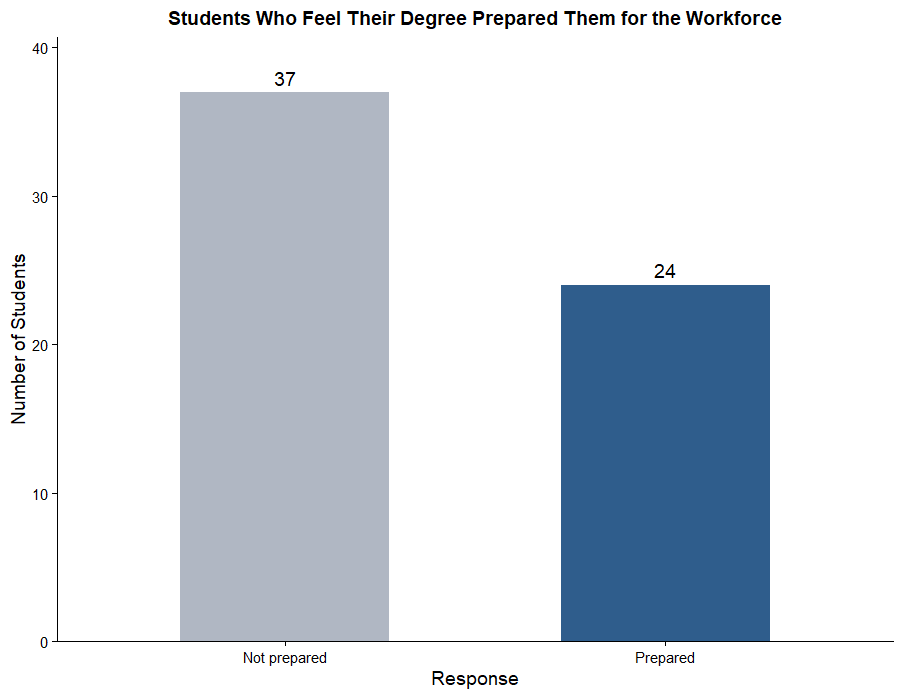 Students Who Feel Their Degree Prepared Them for the Workforce
Number of Students
40
30
20
10
0
37
24
Not prepared
Prepared
Response